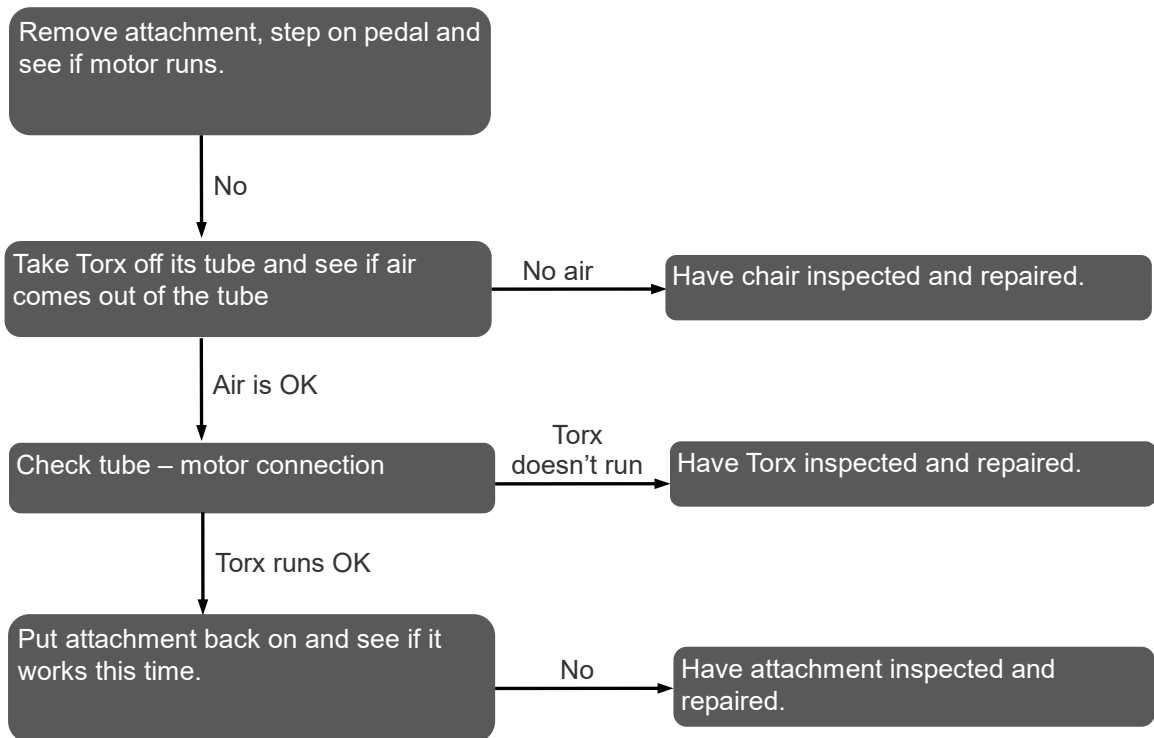 Remove attachment, step on pedal and
see if motor runs.
No
Take Torx off its tube and see if air
comes out of the tube
No air
Have chair inspected and repaired.
Air is OK
Check tube – motor connection
Torx
doesn’t run
Have Torx inspected and repaired.
Torx runs OK
Put attachment back on and see if it
works this time.
No
Have attachment inspected and
repaired.